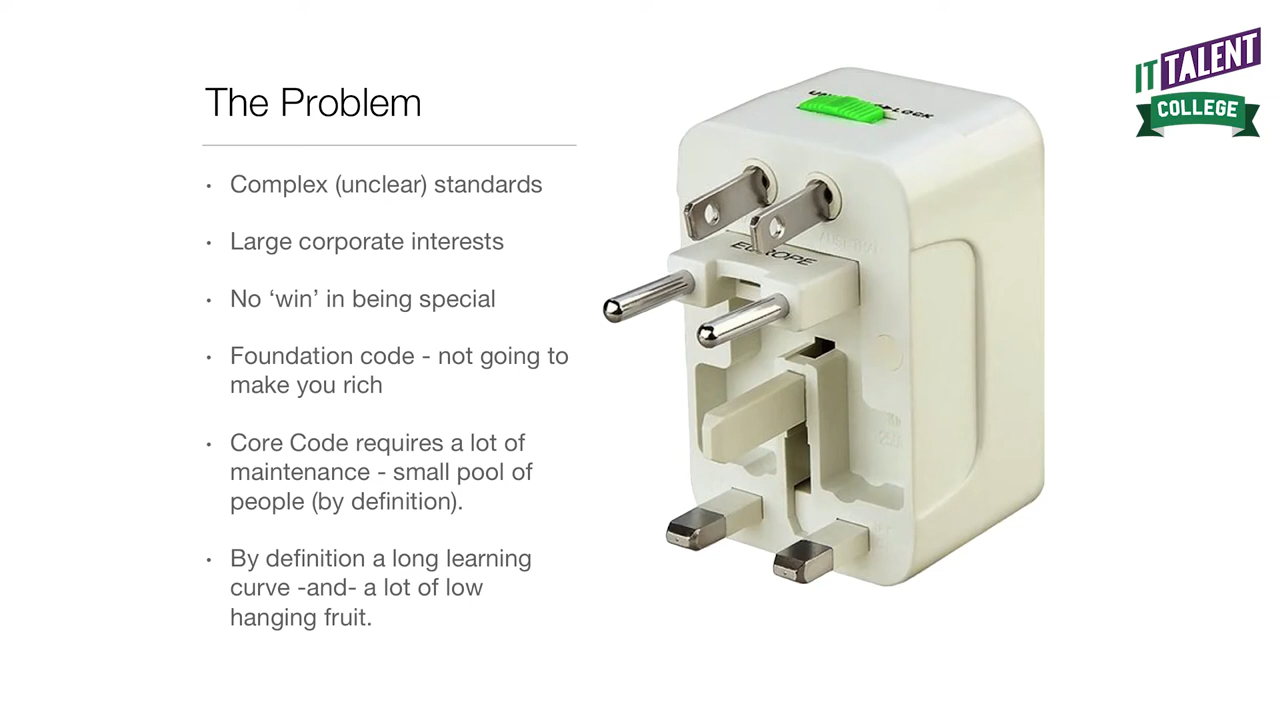 IT TALENT
COLLEGE
The Problem
• Complex (unclear) standards
• Large corporate interests
• No ‘win’ in being special
• Foundation code - not going to
make you rich
• Core Code requires a lot of
maintenance - small pool of
people (by definition).
• By definition a long learning
curve -and- a lot of low
hanging fruit.
LOCK
EUROPE